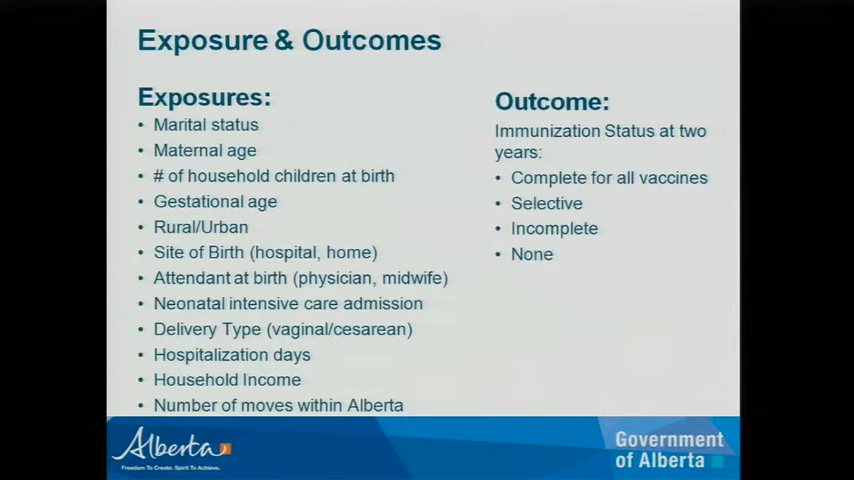 Exposure & Outcomes
Exposures:
• Marital status
• Maternal age
• # of household children at birth
• Gestational age
• Rural/Urban
• Site of Birth (hospital, home)
• Attendant at birth (physician, midwife)
• Neonatal intensive care admission
• Delivery Type (vaginal/cesarean)
• Hospitalization days
• Household Income
• Number of moves within Alberta
Outcome:
Immunization Status at two
years:
• Complete for all vaccines
• Selective
• Incomplete
• None
Alberta
Freedom To Create. Spirit To Achieve.
Government
of Alberta